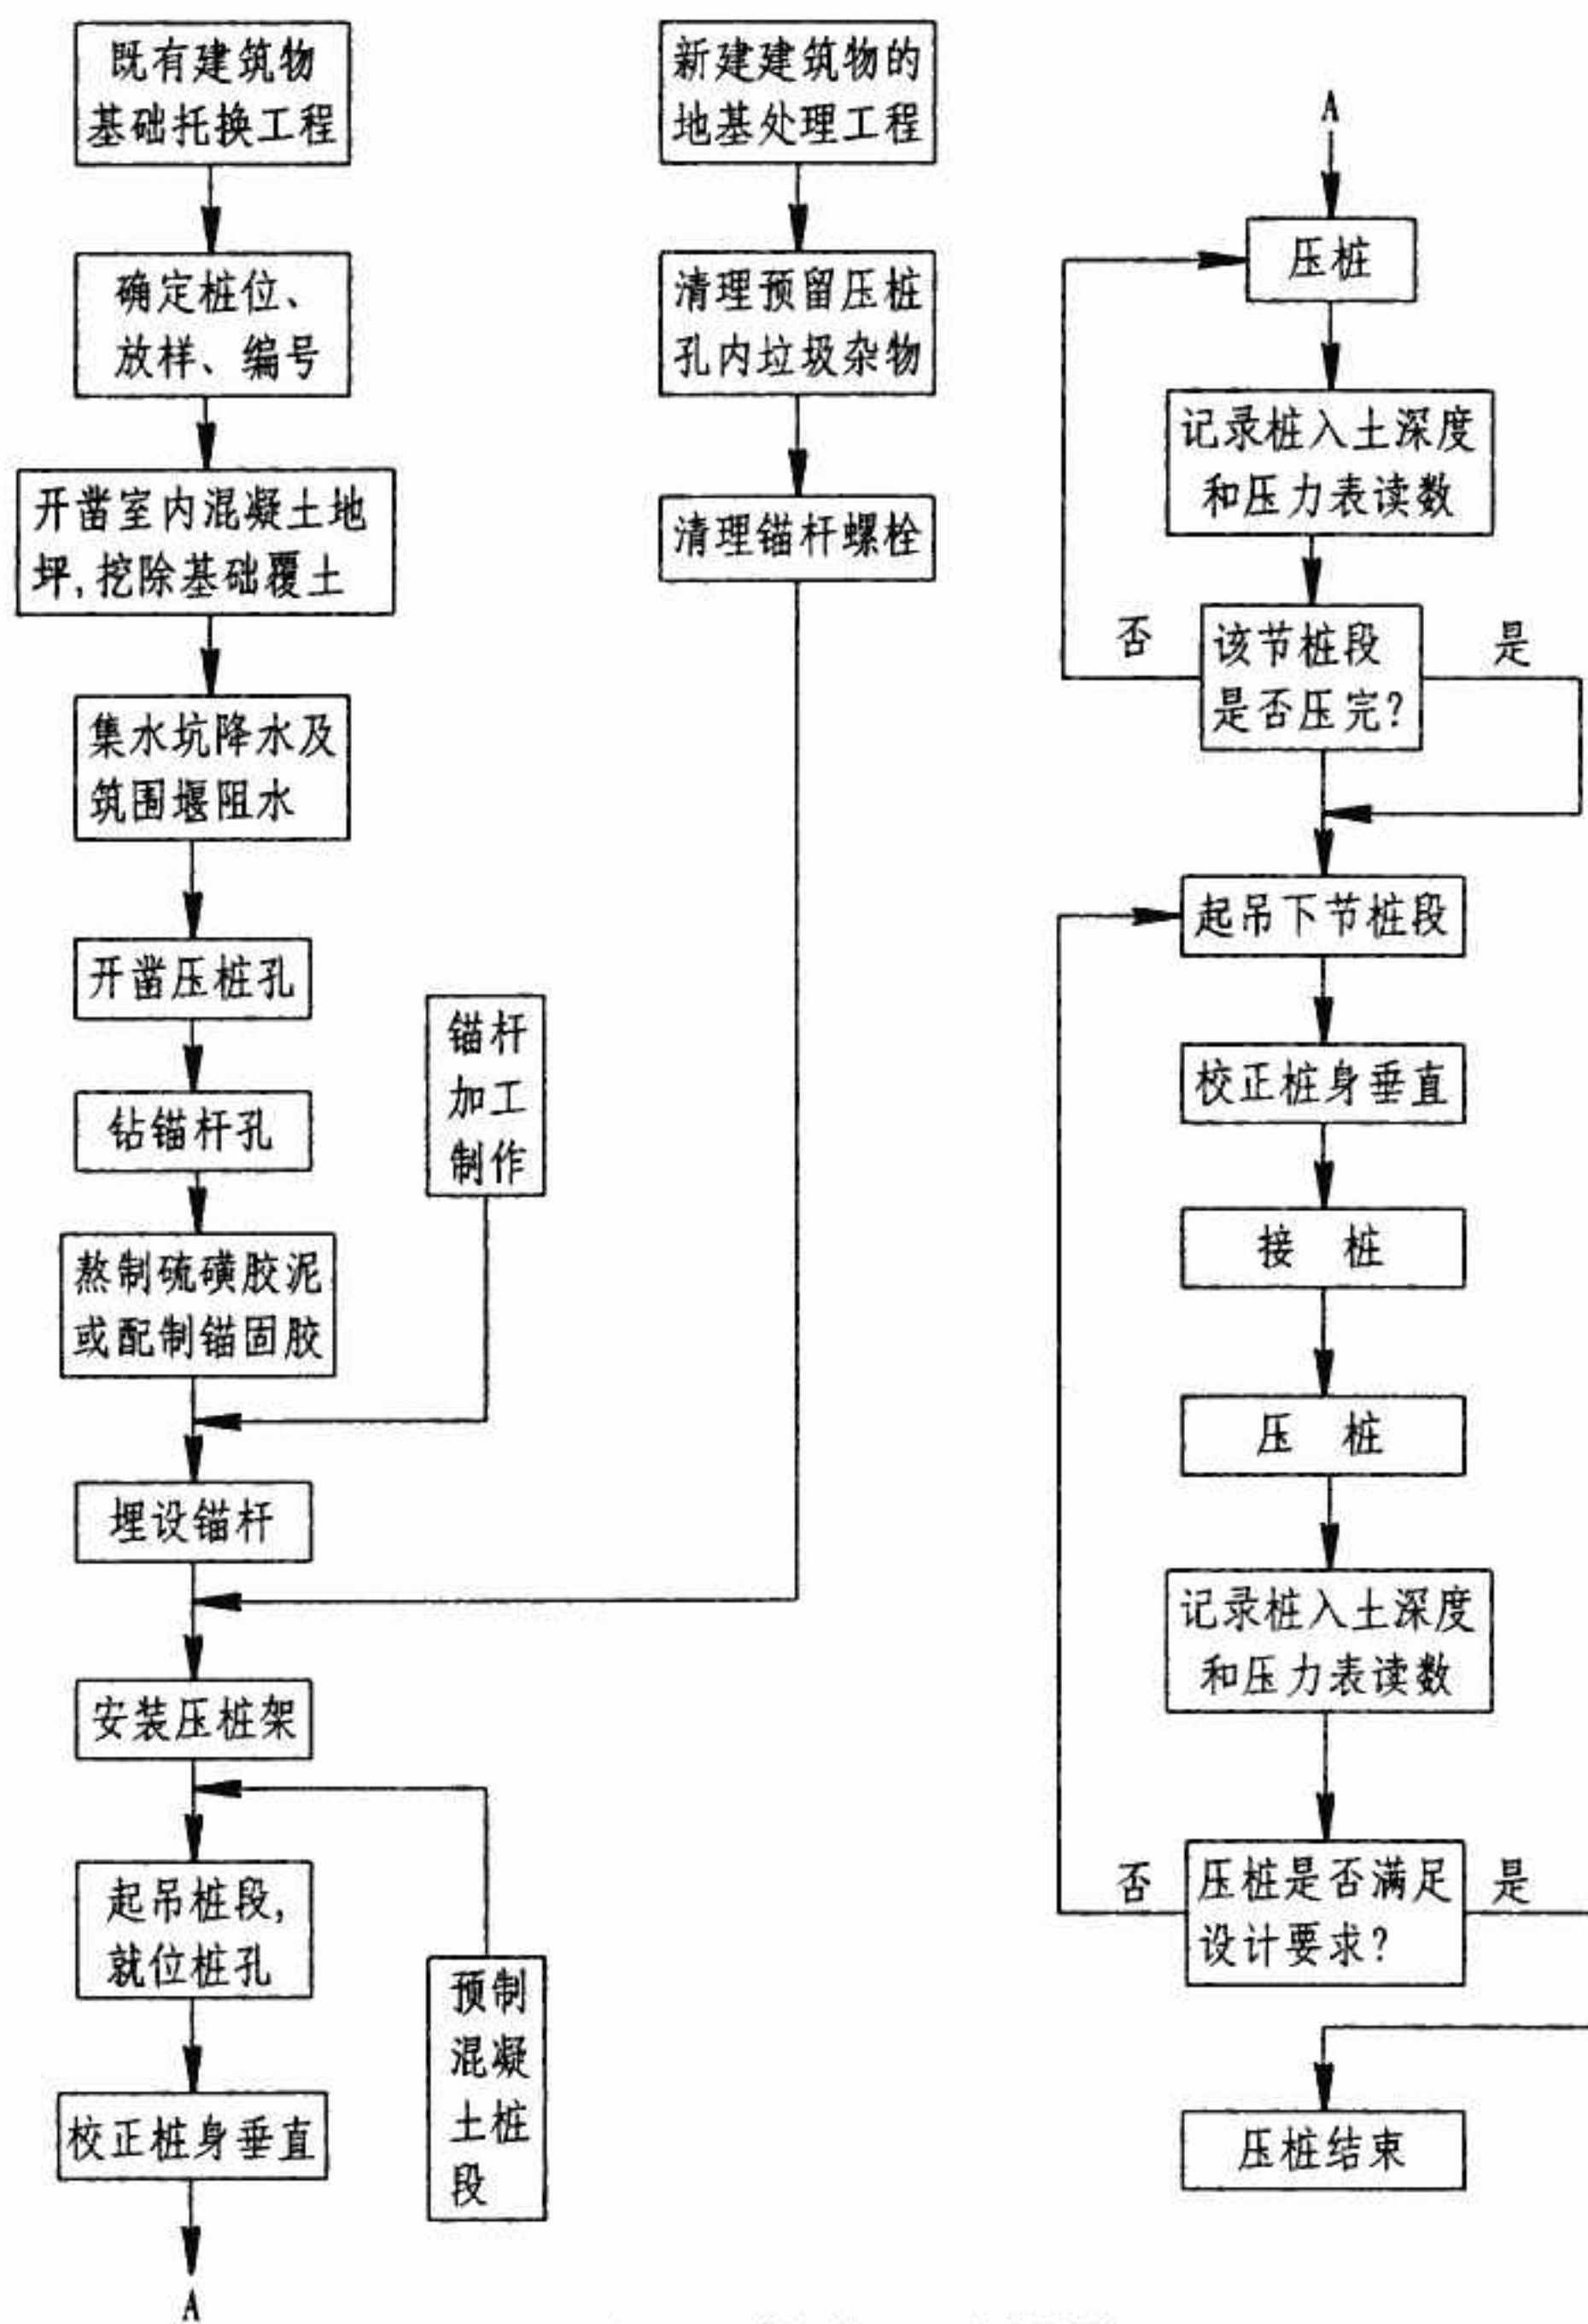 既有建筑物
基础托换工程
确定桩位、
放样、编号
开凿室内混凝土地
坪,挖除基础覆土
集水坑降水及
筑围堰阻水
开凿压桩孔
钻锚杆孔
熬制硫磺胶泥
或配制锚固胶
锚杆
加工
制作
埋设锚杆
安装压桩架
起吊桩段,
就位桩孔
预制
混凝
土桩
段
校正桩身垂直
A
新建建筑物的
地基处理工程
清理预留压桩
孔内垃圾杂物
清理锚杆螺栓
A
压桩
记录桩入土深度
和压力表读数
否
该节桩段
是否压完?
是
起吊下节桩段
校正桩身垂直
接 桩
压 桩
记录桩入土深度
和压力表读数
否
压桩是否满足
设计要求?
是
压桩结束